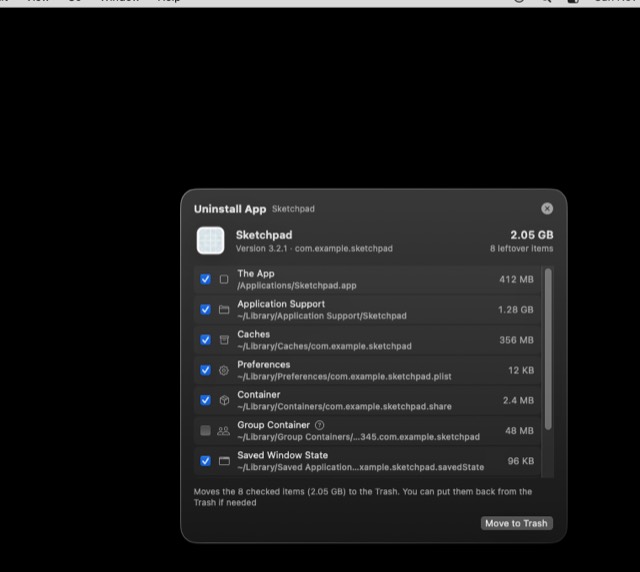 Window Help
Uninstall App Sketchpad
Sketchpad 2.05 GB
Version 3.2.1 · com.example.sketchpad 8 leftover items
The App
/Applications/Sketchpad.app 412 MB
Application Support
~/Library/Application Support/Sketchpad 1.28 GB
Caches
~/Library/Caches/com.example.sketchpad 356 MB
Preferences
~/Library/Preferences/com.example.sketchpad.plist 12 KB
Container
~/Library/Containers/com.example.sketchpad.share 2.4 MB
Group Container ?
~/Library/Group Containers/...345.com.example.sketchpad 48 MB
Saved Window State
~/Library/Saved Application...xample.sketchpad.savedState 96 KB
Moves the 8 checked items (2.05 GB) to the Trash. You can put them back from the
Trash if needed
Move to Trash